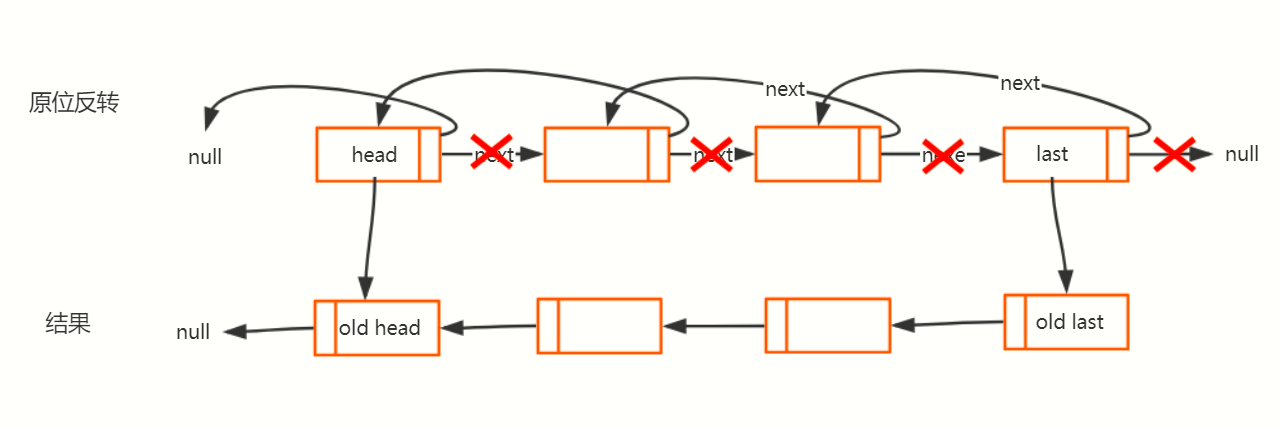 原位反转
next
next
null
head
next
next
nexe
last
null
结果
null
old head
old last